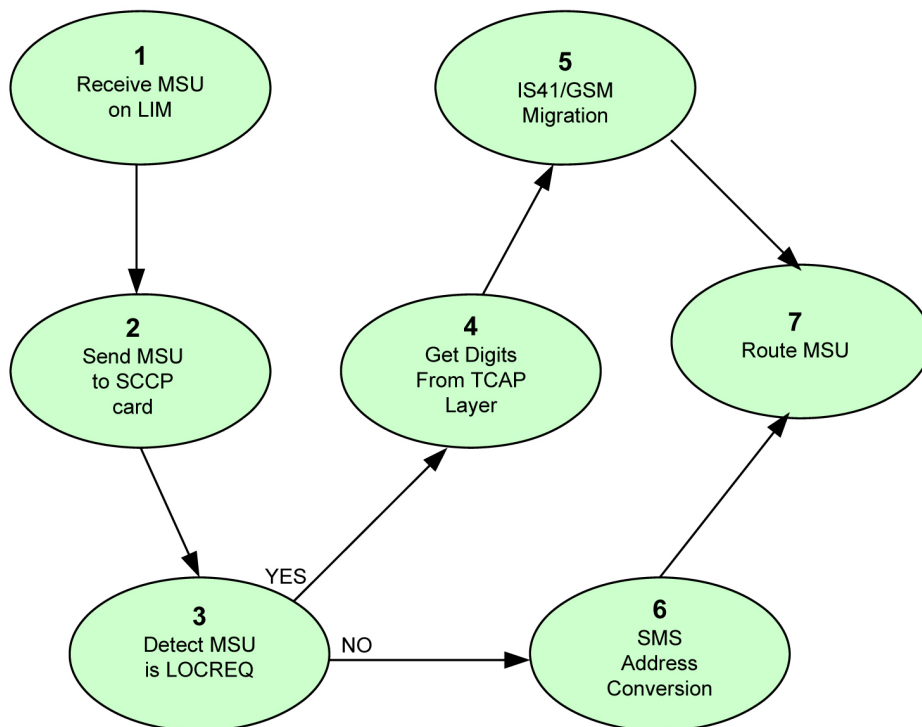 1
Receive MSU
on LIM
2
Send MSU
to SCCP
card
3
Detect MSU
is LOCREQ
YES
NO
4
Get Digits
From TCAP
Layer
5
IS41/GSM
Migration
6
SMS
Address
Conversion
7
Route MSU